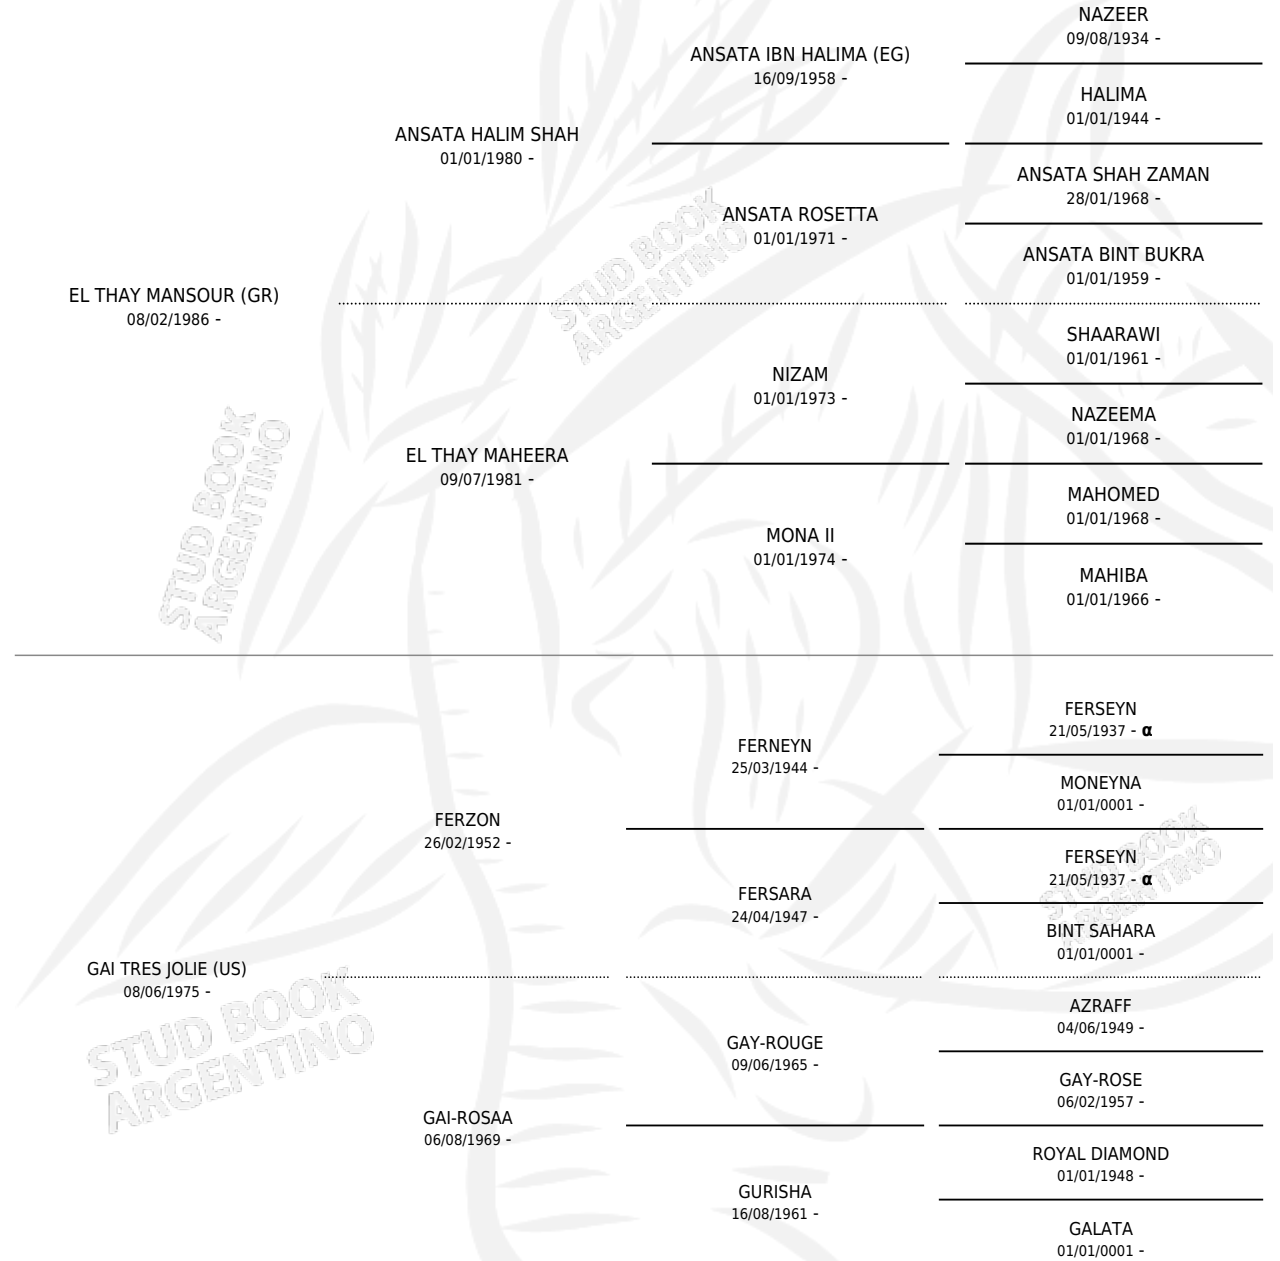 NAZEER
09/08/1934 -
ANSATA IBN HALIMA (EG)
16/09/1958 -
HALIMA
01/01/1944 -
ANSATA HALIM SHAH
01/01/1980 -
ANSATA SHAH ZAMAN
28/01/1968 -
ANSATA ROSETTA
01/01/1971 -
ANSATA BINT BUKRA
01/01/1959 -
EL THAY MANSOUR (GR)
08/02/1986 -
SHAARAWI
01/01/1961 -
NIZAM
01/01/1973 -
NAZEEMA
01/01/1968 -
EL THAY MAHEERA
09/07/1981 -
MAHOMED
01/01/1968 -
MONA II
01/01/1974 -
MAHIBA
01/01/1966 -
STUD BOOK
ARGENTINO
STUD BOOK
ARGENTINO
FERSEYN
21/05/1937 - α
FERNEYN
25/03/1944 -
MONEYNA
01/01/0001 -
FERZON
26/02/1952 -
FERSEYN
21/05/1937 - α
FERSARA
24/04/1947 -
BINT SAHARA
01/01/0001 -
GAI TRES JOLIE (US)
08/06/1975 -
AZRAFF
04/06/1949 -
GAY-ROUGE
09/06/1965 -
GAY-ROSE
06/02/1957 -
GAI-ROSAA
06/08/1969 -
ROYAL DIAMOND
01/01/1948 -
GURISHA
16/08/1961 -
GALATA
01/01/0001 -
STUD BOOK
ARGENTINO
STUD BOOK
ARGENTINO